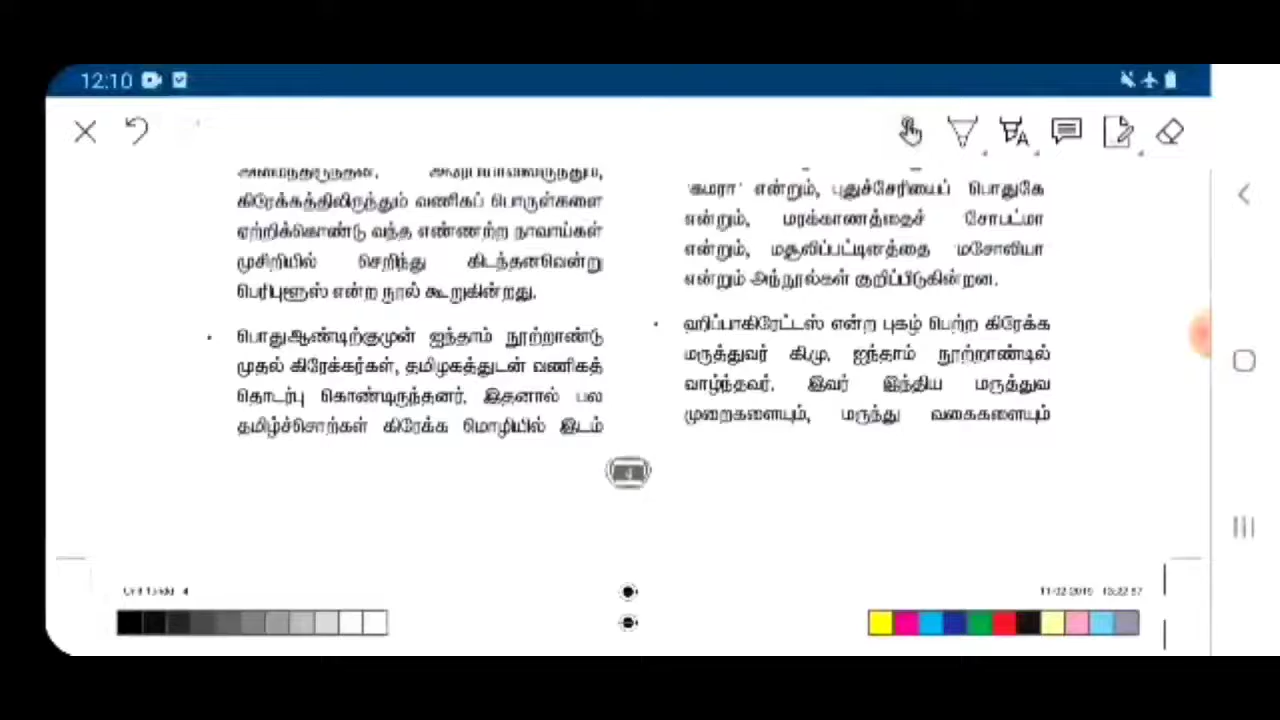 12:10
கிரேக்கத்திலிருந்தும் வணிகப் பொருள்களை
ஏற்றிக்கொண்டு வந்த எண்ணற்ற நாவாய்கள்
முசிறியில் செறிந்து கிடந்தனவென்று
பெரிபுளூஸ் என்ற நூல் கூறுகின்றது.
• பொதுஆண்டிற்குமுன் ஐந்தாம் நூற்றாண்டு
முதல் கிரேக்கர்கள், தமிழகத்துடன் வணிகத்
தொடர்பு கொண்டிருந்தனர். இதனால் பல
தமிழ்ச்சொற்கள் கிரேக்க மொழியில் இடம்
'கமரா' என்றும், புதுச்சேரியைப் பொதுகே
என்றும், மரக்காணத்தைச் சோபட்மா
என்றும், மதூலிப்பட்டினத்தை மசோலியா
என்றும் அந்நூல்கள் குறிப்பிடுகின்றன.
• ஹிப்பாகிரேட்டஸ் என்ற புகழ் பெற்ற கிரேக்க
மருத்துவர் கி.மு. ஐந்தாம் நூற்றாண்டில்
வாழ்ந்தவர். இவர் இந்திய மருத்துவ
முறைகளையும், மருந்து வகைகளையும்
4